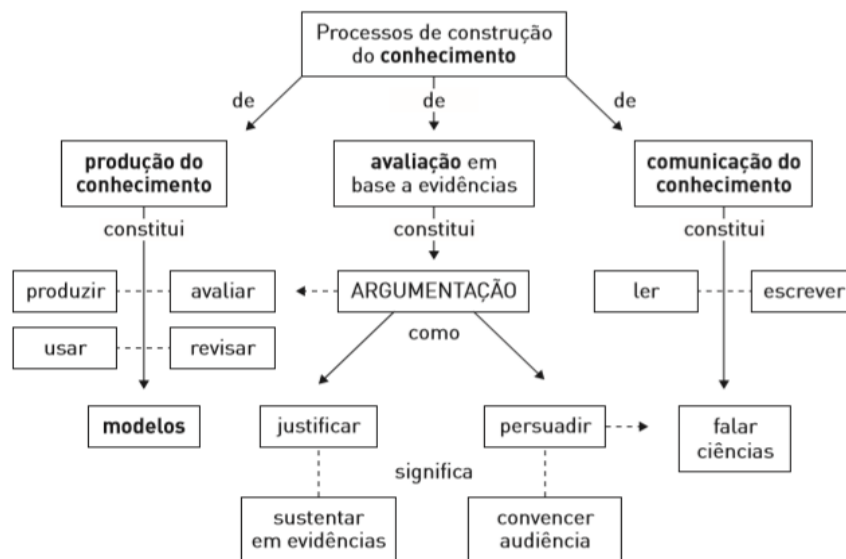 Processos de construção
do conhecimento
de
de
de
produção do
conhecimento
avaliação em
base a evidências
comunicação do
conhecimento
constitui
constitui
constitui
produzir
avaliar
ARGUMENTAÇÃO
ler
escrever
usar
revisar
como
modelos
justificar
persuadir
falar
ciências
significa
sustentar
em evidências
convencer
audiência